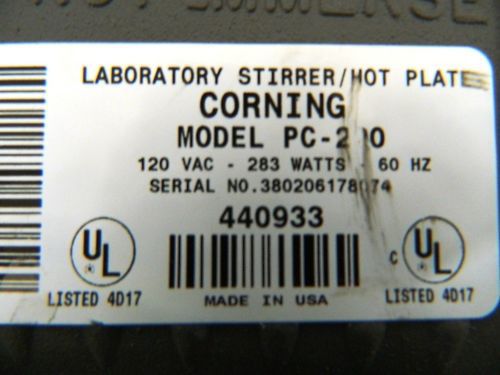 LABORATORY STIRRER/HOT PLATE
CORNING
MODEL
120 VAC - 283 WATTS - 60 HZ
SERIAL NO.
440933
UL
LISTED 4D17
MADE IN USA
C UL
LISTED 4D17